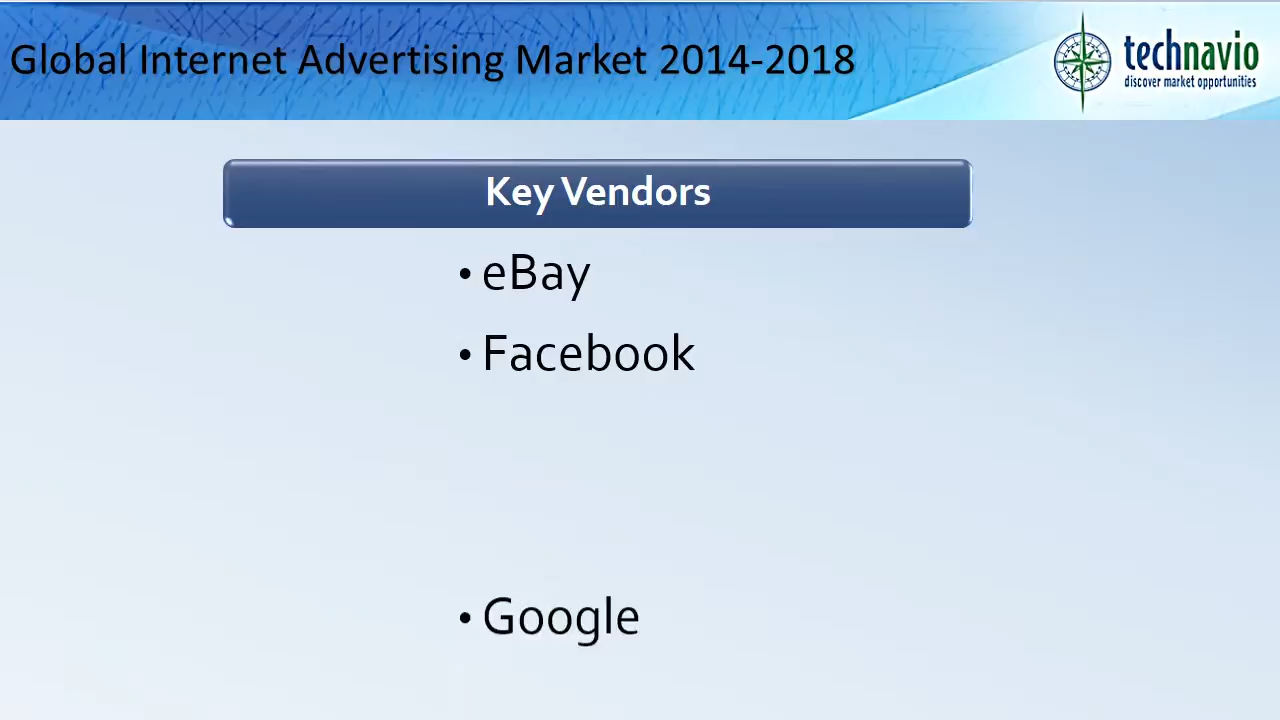 Global Internet Advertising Market 2014-2018
technavio
discover market opportunities
Key Vendors
• eBay
• Facebook
• Google